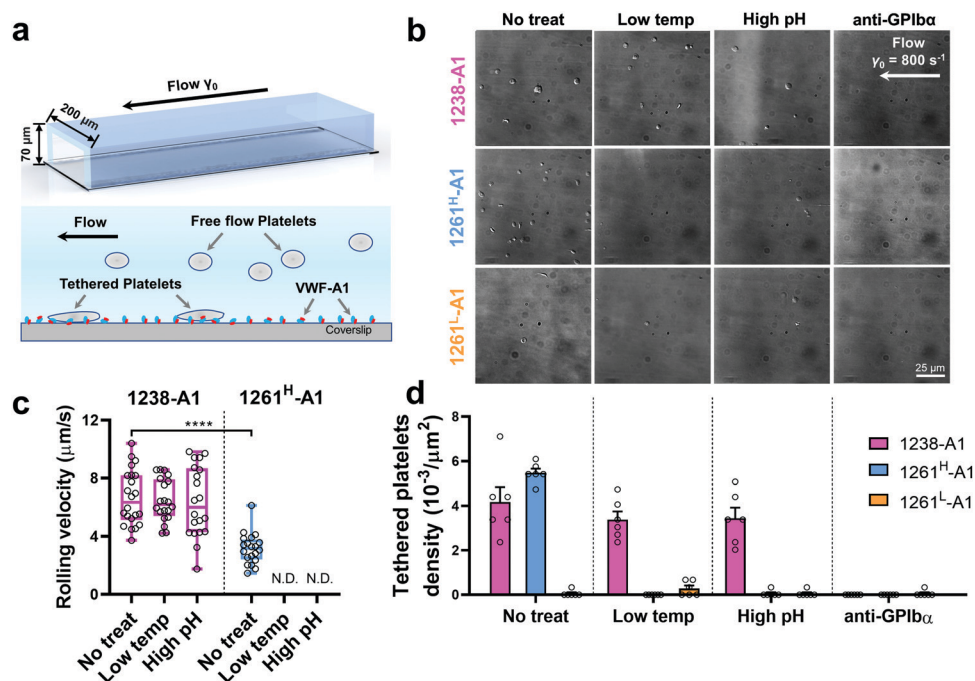 a
Flow γ₀
200 μm
70 μm
Flow
Free flow Platelets
Tethered Platelets
VWF-A1
Coverslip
b
No treat Low temp High pH anti-GPIbα
1238-A1
1261ᴴ-A1
1261ᴸ-A1
Flow
γ₀ = 800 s⁻¹
25 μm
c
1238-A1 1261ᴴ-A1
****
Rolling velocity (μm/s)
12
8
4
0
N.D. N.D.
No treat Low temp High pH No treat Low temp High pH
d
Tethered platelets
density (10⁻³/μm²)
8
6
4
2
0
1238-A1
1261ᴴ-A1
1261ᴸ-A1
No treat Low temp High pH anti-GPIbα